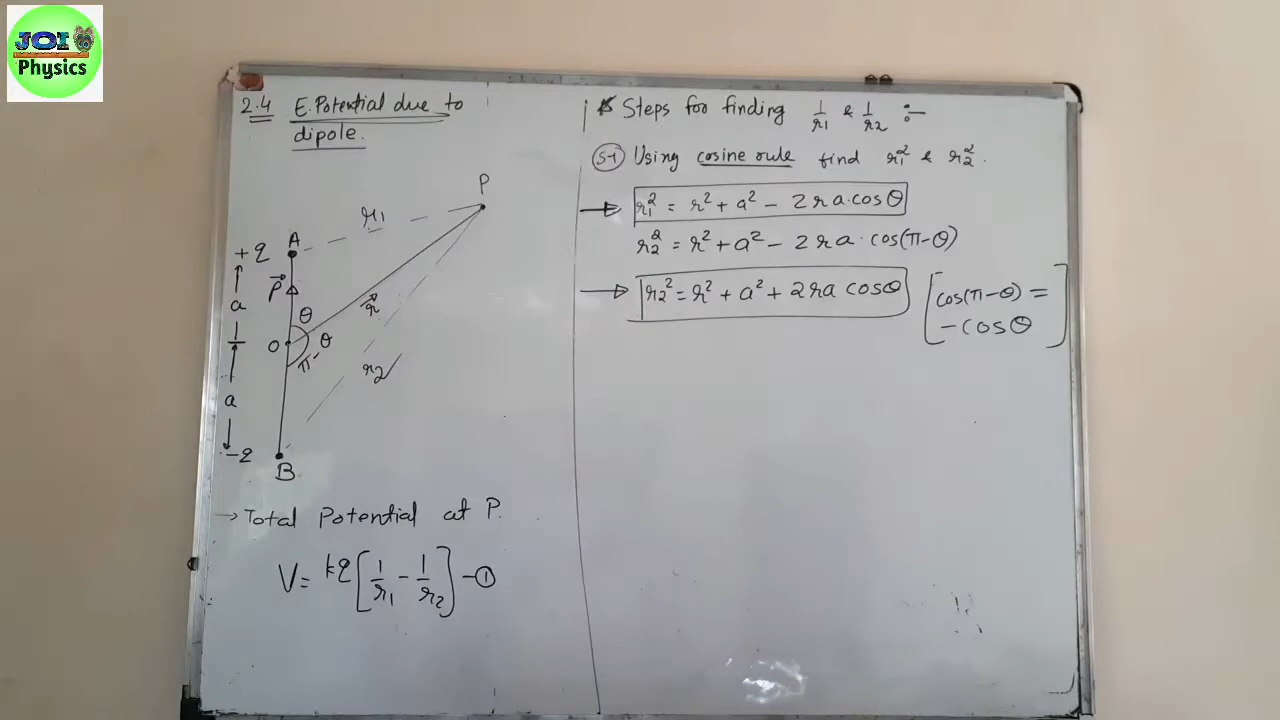 JOI
Physics
2.4 E.Potential due to
dipole.
P
r₁
+q A
a
p⃗
θ
r⃗
O
π-θ
r₂
a
-q
B
→ Total Potential at P.
V = kq [1/r₁ - 1/r₂] -①
* Steps for finding 1/r₁ & 1/r₂ :-
S-1 Using cosine rule find r₁² & r₂².
→ r₁² = r² + a² - 2ra·cosθ
r₂² = r² + a² - 2ra·cos(π-θ)
→ r₂² = r² + a² + 2ra cosθ
[cos(π-θ) =
-cosθ]